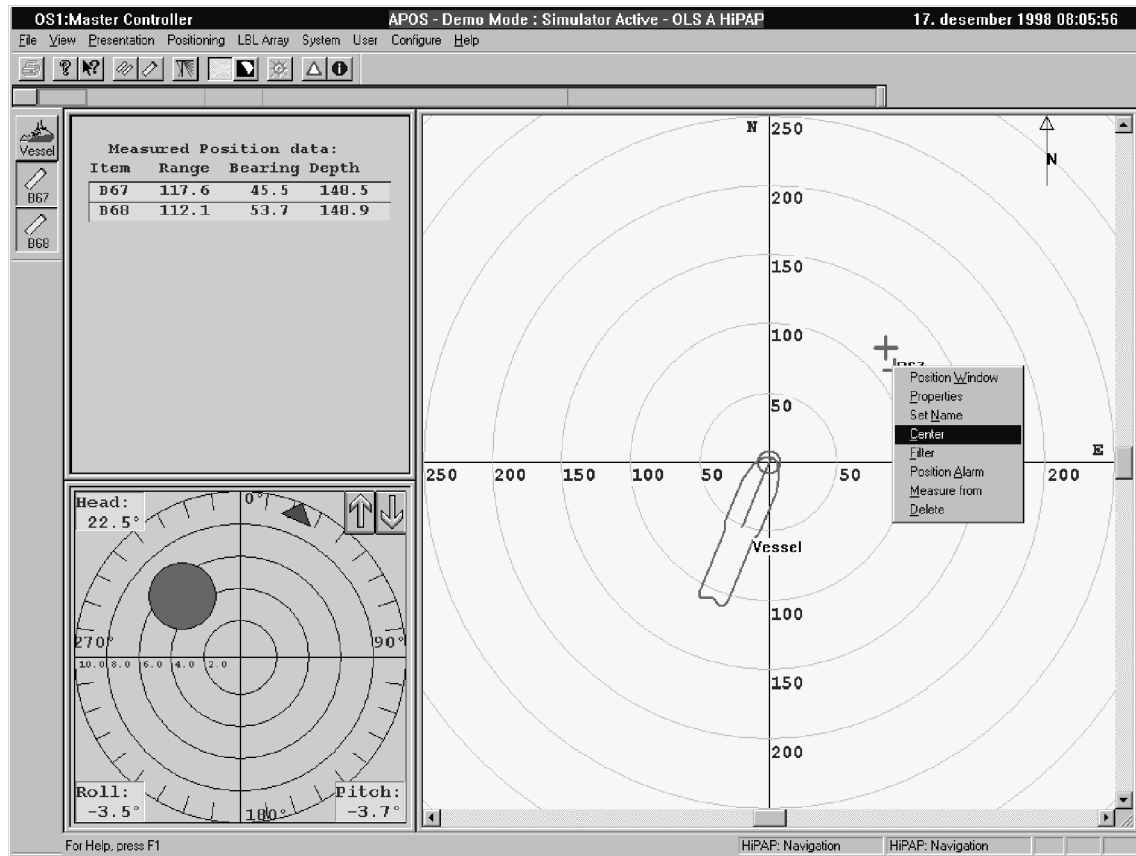 OS1:Master Controller APOS - Demo Mode : Simulator Active - OLS A HiPAP 17. desember 1998 08:05:56
File View Presentation Positioning LBL Array System User Configure Help
Vessel
B67
B68
Measured Position data:
Item Range Bearing Depth
B67 117.6 45.5 148.5
B68 112.1 53.7 148.9
Head:
22.5°
0°
270°
90°
10.0 8.0 6.0 4.0 2.0
Roll:
-3.5°
180°
Pitch:
-3.7°
N 250
N
200
150
100
B67
50
E
250 200 150 100 50 50 200
Vessel
100
150
200
Position Window
Properties
Set Name
Center
Filter
Position Alarm
Measure from
Delete
For Help, press F1
HiPAP: Navigation HiPAP: Navigation